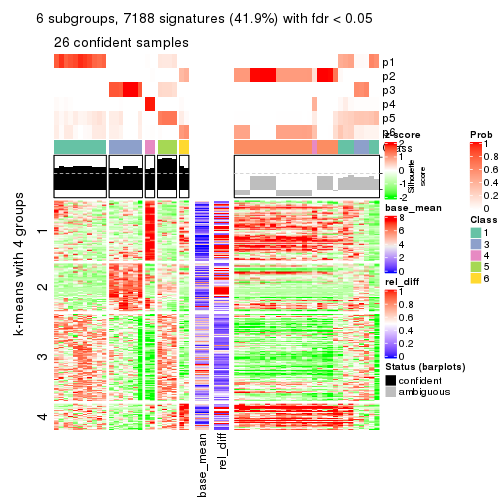 6 subgroups, 7188 signatures (41.9%) with fdr < 0.05
26 confident samples
p1
p2
p3
p4
p5
p6
Class
z-score
2
1
0
-1
-2
Silhouette
score
Prob
1
0.8
0.6
0.4
0.2
0
Class
1
2
3
4
5
6
base_mean
8
6
4
2
0
rel_diff
1
0.8
0.6
0.4
0.2
0
Status (barplots)
confident
ambiguous
k-means with 4 groups
1
2
3
4
base_mean
rel_diff